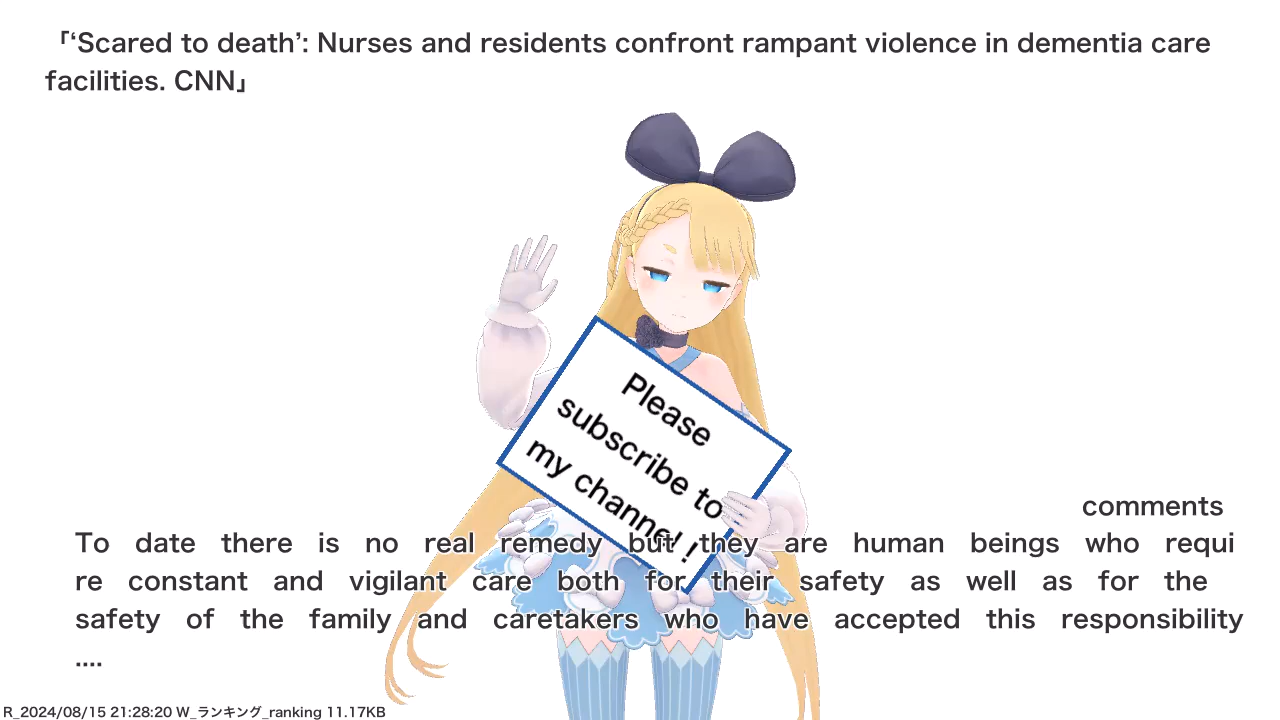 「‘Scared to death’: Nurses and residents confront rampant violence in dementia care
facilities. CNN」
Please
subscribe to
my channel !
comments
To date there is no real remedy but they are human beings who requi
re constant and vigilant care both for their safety as well as for the
safety of the family and caretakers who have accepted this responsibility
....
R_2024/08/15 21:28:20 W_ランキング_ranking 11.17KB